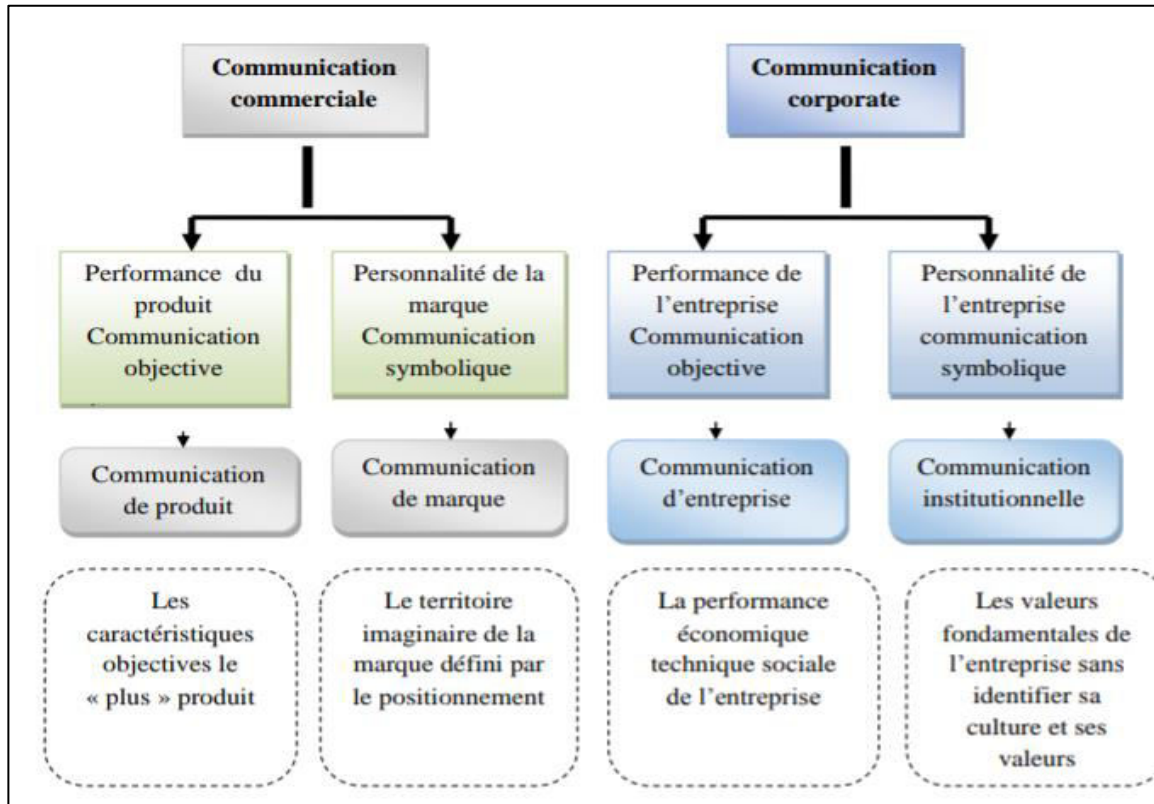 Communication
commerciale
Communication
corporate
Performance du
produit
Communication
objective
Personnalité de la
marque
Communication
symbolique
Performance de
l'entreprise
Communication
objective
Personnalité de
l'entreprise
communication
symbolique
Communication
de produit
Communication
de marque
Communication
d'entreprise
Communication
institutionnelle
Les
caractéristiques
objectives le
« plus » produit
Le territoire
imaginaire de la
marque défini par
le positionnement
La performance
économique
technique sociale
de l'entreprise
Les valeurs
fondamentales de
l'entreprise sans
identifier sa
culture et ses
valeurs